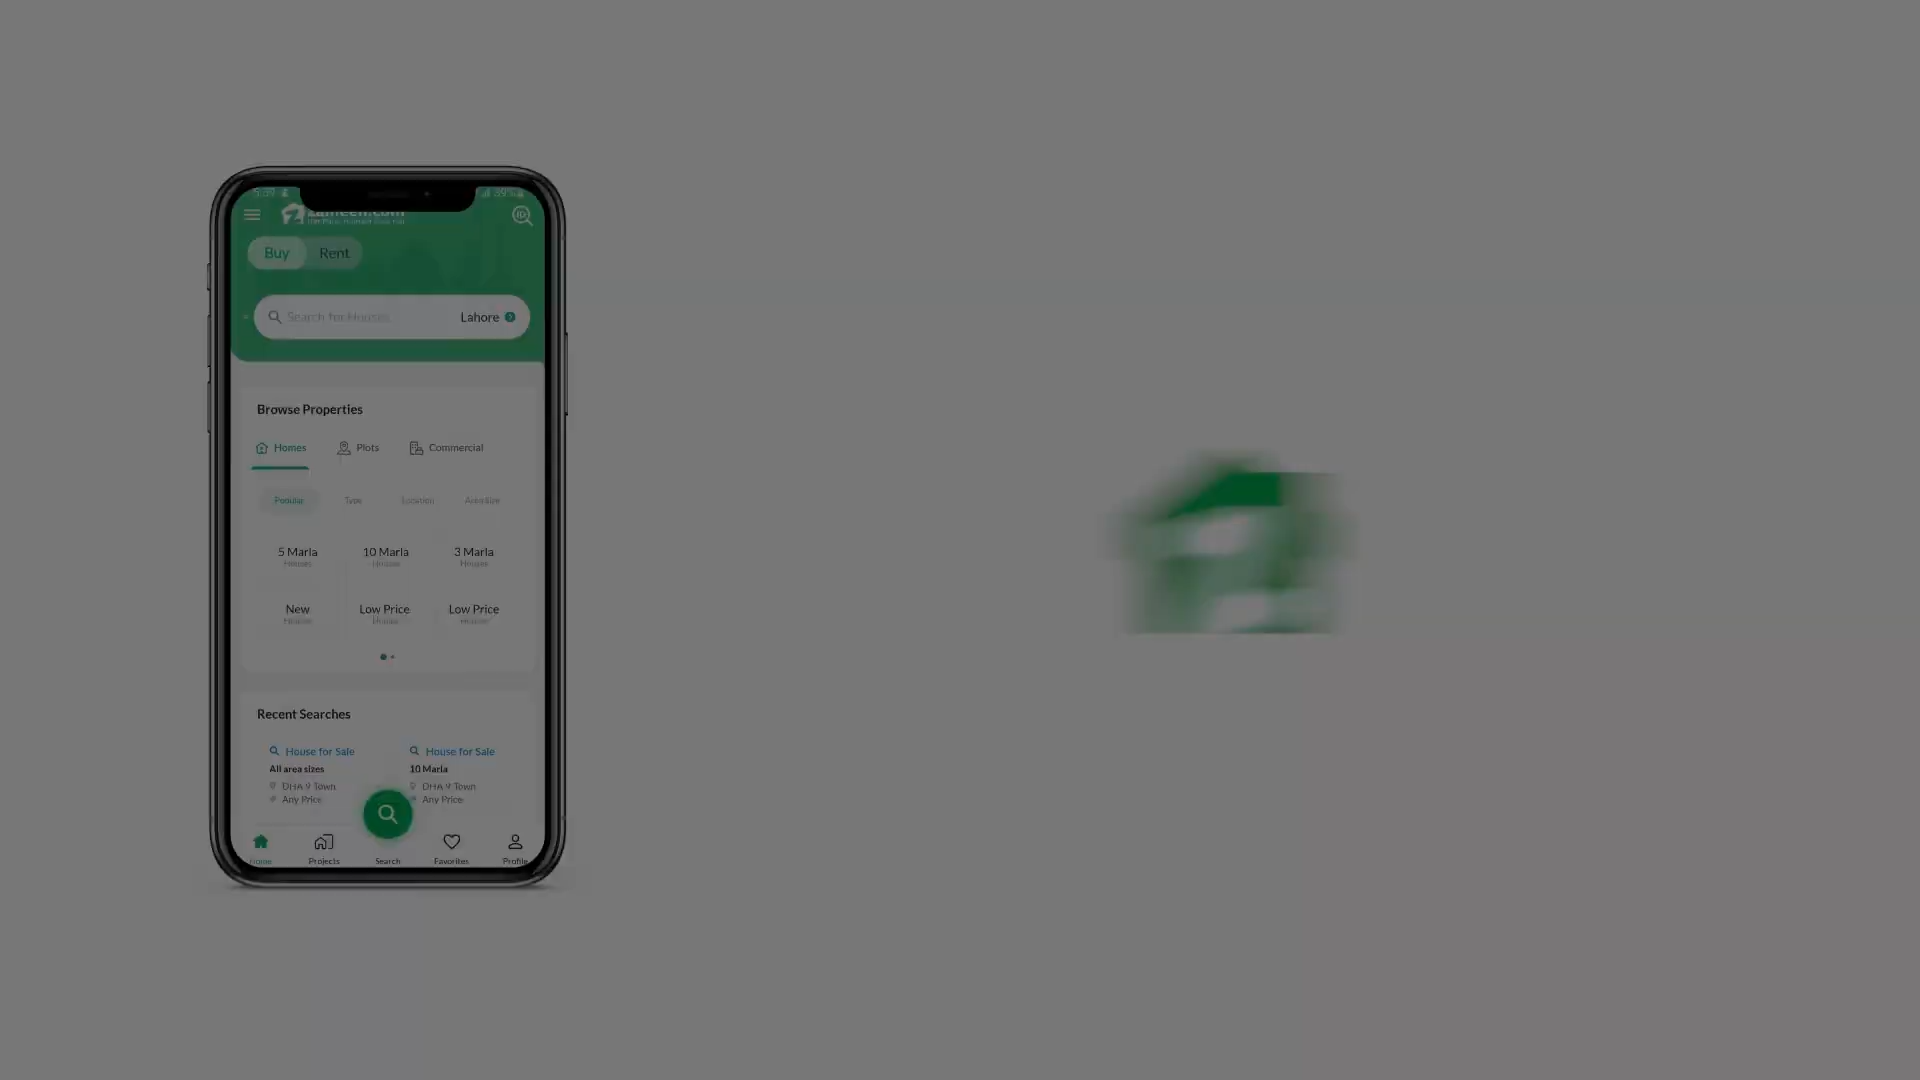 zameen.com
Buy Rent
Search for Houses Lahore
Browse Properties
Homes Plots Commercial
Popular Type Location Area Size
5 Marla 10 Marla 3 Marla
Houses Houses Houses
New Low Price Low Price
Houses Houses Houses
Recent Searches
House for Sale House for Sale
All area sizes 10 Marla
DHA 9 Town DHA 9 Town
Any Price Any Price
Home Projects Search Favorites Profile